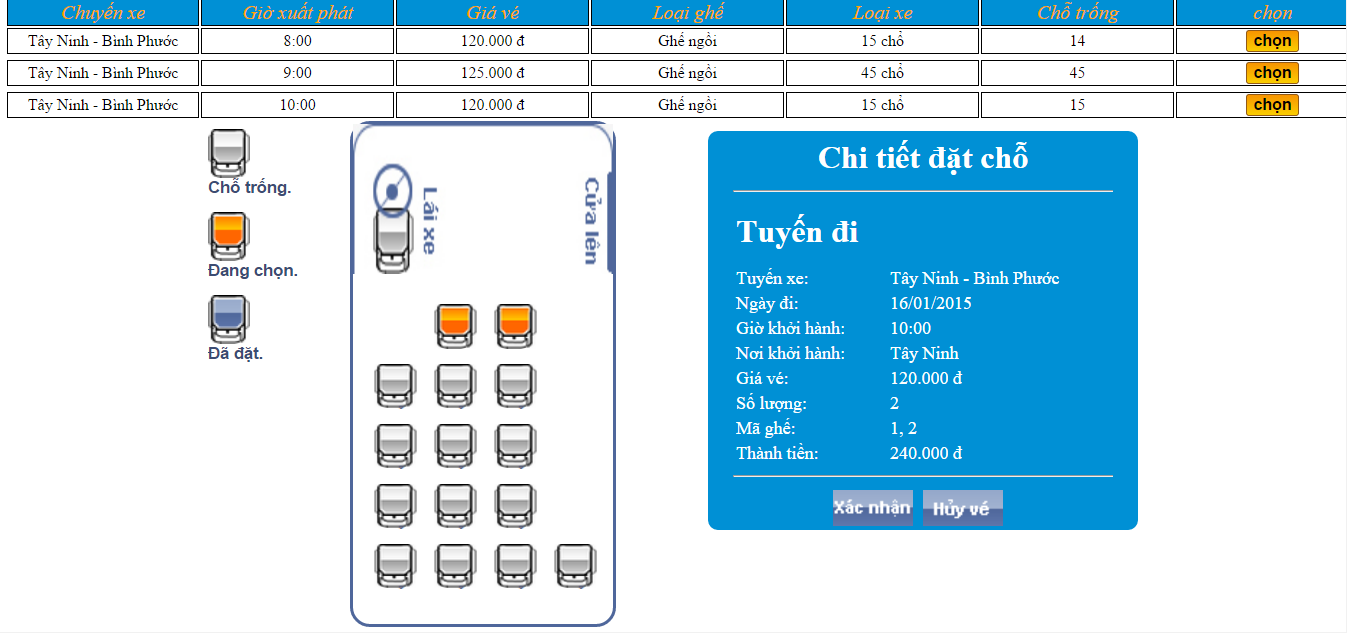 Chuyến xe Giờ xuất phát Giá vé Loại ghế Loại xe Chỗ trống chọn
Tây Ninh - Bình Phước 8:00 120.000 đ Ghế ngồi 15 chổ 14 chọn
Tây Ninh - Bình Phước 9:00 125.000 đ Ghế ngồi 45 chổ 45 chọn
Tây Ninh - Bình Phước 10:00 120.000 đ Ghế ngồi 15 chổ 15 chọn
Chỗ trống.
Đang chọn.
Đã đặt.
Lái xe
Cửa lên
Chi tiết đặt chỗ
Tuyến đi
Tuyến xe: Tây Ninh - Bình Phước
Ngày đi: 16/01/2015
Giờ khởi hành: 10:00
Nơi khởi hành: Tây Ninh
Giá vé: 120.000 đ
Số lượng: 2
Mã ghế: 1, 2
Thành tiền: 240.000 đ
Xác nhận Hủy vé